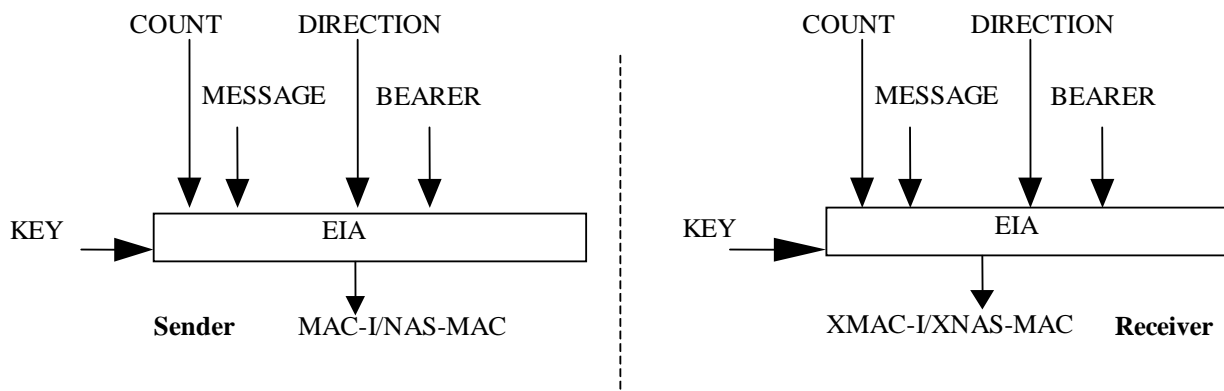 COUNT DIRECTION
MESSAGE BEARER
KEY EIA
Sender MAC-I/NAS-MAC
COUNT DIRECTION
MESSAGE BEARER
KEY EIA
XMAC-I/XNAS-MAC Receiver